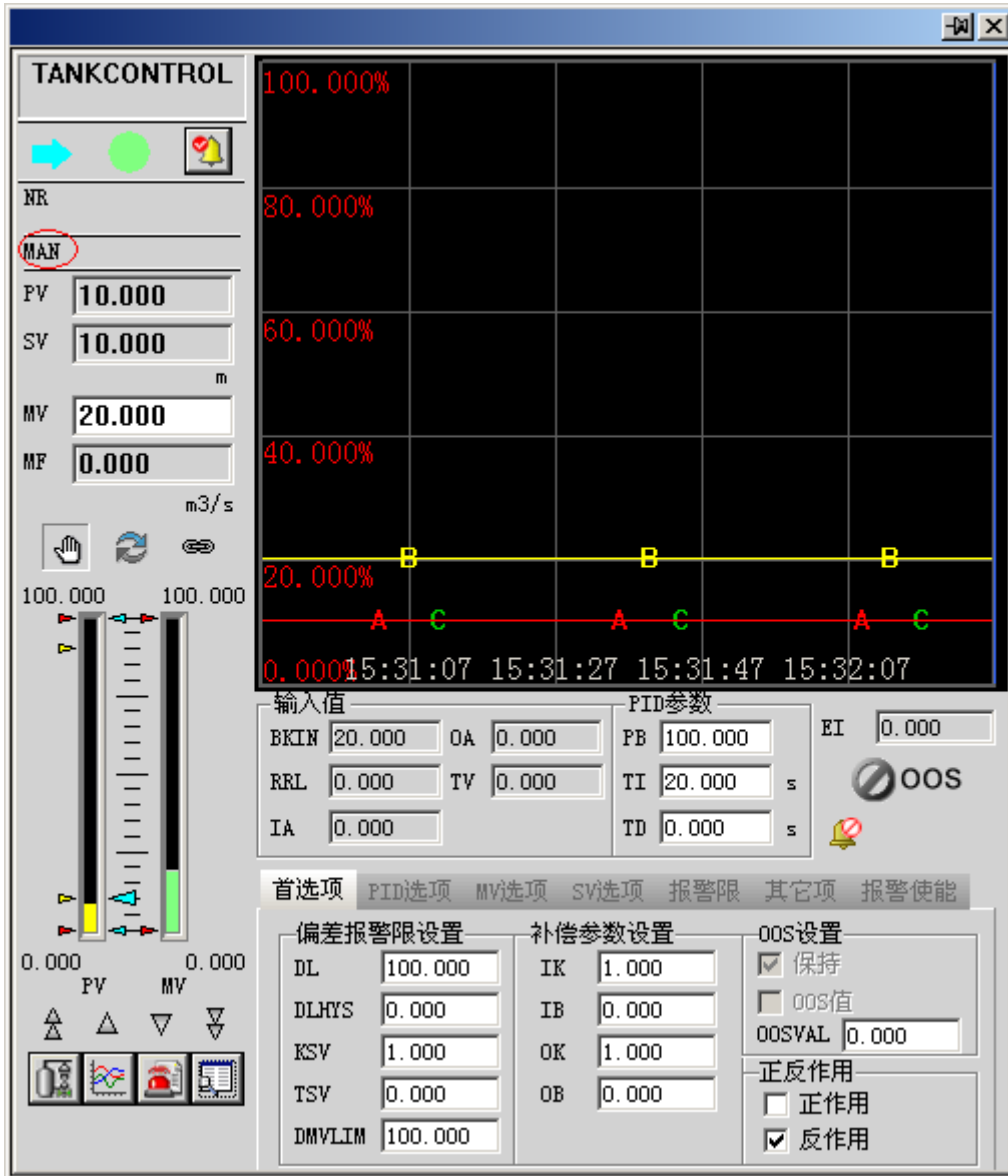 TANKCONTROL
NR
MAN
PV 10.000
SV 10.000
m
MV 20.000
MF 0.000
m3/s
100.000 100.000
0.000 0.000
PV MV
100.000%
80.000%
60.000%
40.000%
B B B
20.000%
A C A C A C
0.000% 15:31:07 15:31:27 15:31:47 15:32:07
输入值
BKIN 20.000 OA 0.000
RRL 0.000 TV 0.000
IA 0.000
PID参数
PB 100.000
TI 20.000 s
TD 0.000 s
EI 0.000
OOS
首选项 PID选项 MV选项 SV选项 报警限 其它项 报警使能
偏差报警限设置
DL 100.000
DLHYS 0.000
KSV 1.000
TSV 0.000
DMVLIM 100.000
补偿参数设置
IK 1.000
IB 0.000
OK 1.000
OB 0.000
OOS设置
保持
OOS值
OOSVAL 0.000
正反作用
正作用
反作用